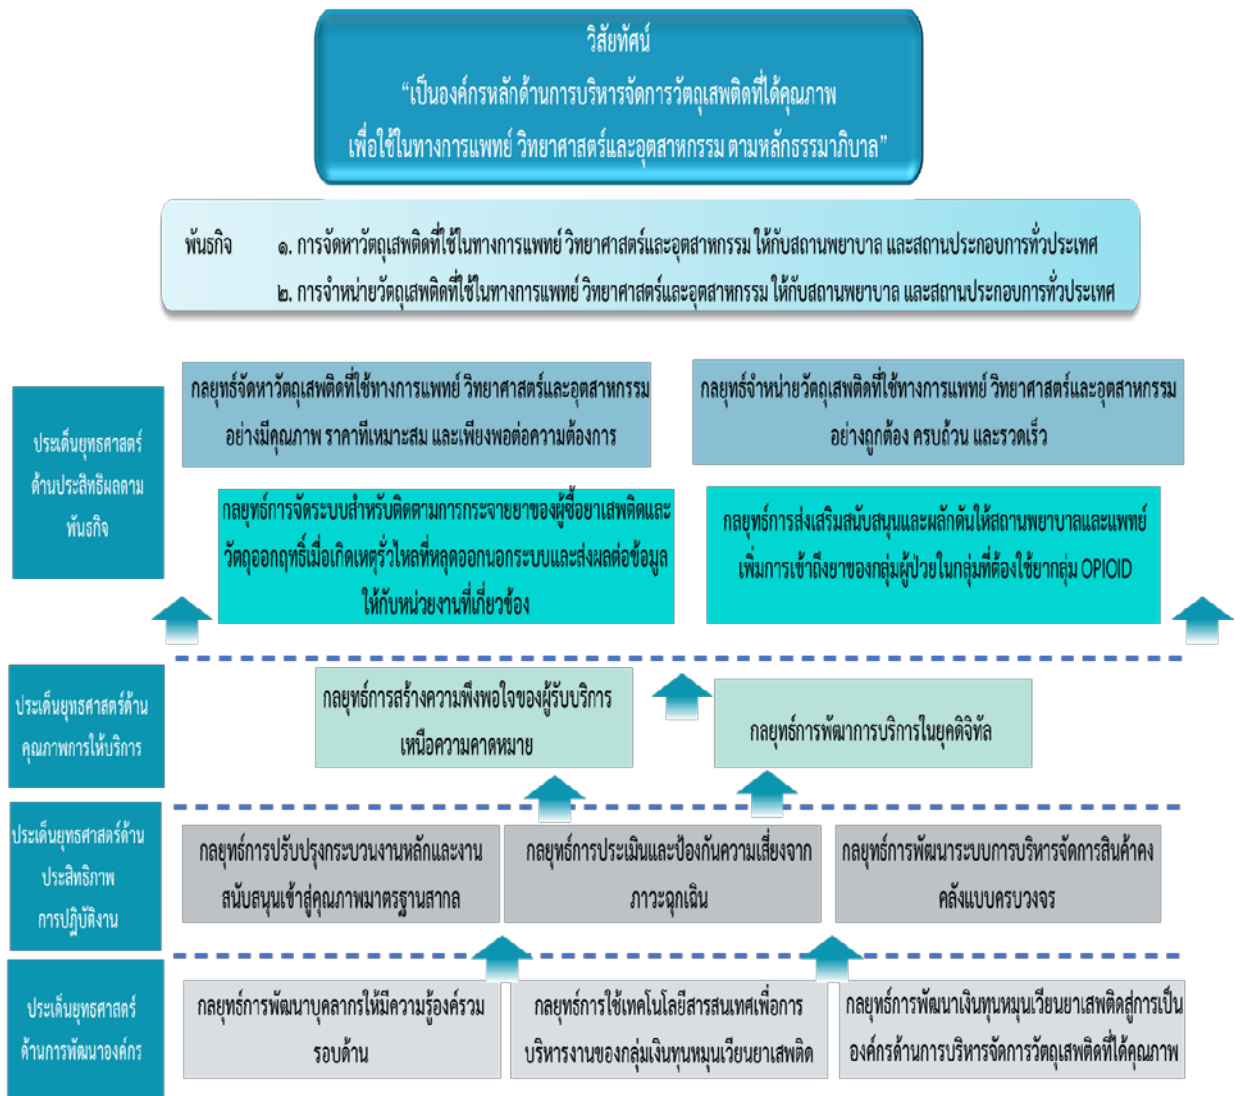 วิสัยทัศน์
“เป็นองค์กรหลักด้านการบริหารจัดการวัตถุเสพติดที่ได้คุณภาพ
เพื่อใช้ในทางการแพทย์ วิทยาศาสตร์และอุตสาหกรรม ตามหลักธรรมาภิบาล”
พันธกิจ ๑. การจัดหาวัตถุเสพติดที่ใช้ในทางการแพทย์ วิทยาศาสตร์และอุตสาหกรรม ให้กับสถานพยาบาล และสถานประกอบการทั่วประเทศ
๒. การจำหน่ายวัตถุเสพติดที่ใช้ในทางการแพทย์ วิทยาศาสตร์และอุตสาหกรรม ให้กับสถานพยาบาล และสถานประกอบการทั่วประเทศ
ประเด็นยุทธศาสตร์
ด้านประสิทธิผลตาม
พันธกิจ
กลยุทธ์จัดหาวัตถุเสพติดที่ใช้ทางการแพทย์ วิทยาศาสตร์และอุตสาหกรรม
อย่างมีคุณภาพ ราคาทีเหมาะสม และเพียงพอต่อความต้องการ
กลยุทธ์จำหน่ายวัตถุเสพติดที่ใช้ทางการแพทย์ วิทยาศาสตร์และอุตสาหกรรม
อย่างถูกต้อง ครบถ้วน และรวดเร็ว
กลยุทธ์การจัดระบบสำหรับติดตามการกระจายยาของผู้ซื้อยาเสพติดและ
วัตถุออกฤทธิ์เมื่อเกิดเหตุรั่วไหลที่หลุดออกนอกระบบและส่งผลต่อข้อมูล
ให้กับหน่วยงานที่เกี่ยวข้อง
กลยุทธ์การส่งเสริมสนับสนุนและผลักดันให้สถานพยาบาลและแพทย์
เพิ่มการเข้าถึงยาของกลุ่มผู้ป่วยในกลุ่มที่ต้องใช้ยากลุ่ม OPIOID
ประเด็นยุทธศาสตร์ด้าน
คุณภาพการให้บริการ
กลยุทธ์การสร้างความพึงพอใจของผู้รับบริการ
เหนือความคาดหมาย
กลยุทธ์การพัฒาการบริการในยุคดิจิทัล
ประเด็นยุทธศาสตร์ด้าน
ประสิทธิภาพ
การปฏิบัติงาน
กลยุทธ์การปรับปรุงกระบวนงานหลักและงาน
สนับสนุนเข้าสู่คุณภาพมาตรฐานสากล
กลยุทธ์การประเมินและป้องกันความเสี่ยงจาก
ภาวะฉุกเฉิน
กลยุทธ์การพัฒนาระบบการบริหารจัดการสินค้าคง
คลังแบบครบวงจร
ประเด็นยุทธศาสตร์
ด้านการพัฒนาองค์กร
กลยุทธ์การพัฒนาบุคลากรให้มีความรู้องค์รวม
รอบด้าน
กลยุทธ์การใช้เทคโนโลยีสารสนเทศเพื่อการ
บริหารงานของกลุ่มเงินทุนหมุนเวียนยาเสพติด
กลยุทธ์การพัฒนาเงินทุนหมุนเวียนยาเสพติดสู่การเป็น
องค์กรด้านการบริหารจัดการวัตถุเสพติดที่ได้คุณภาพ